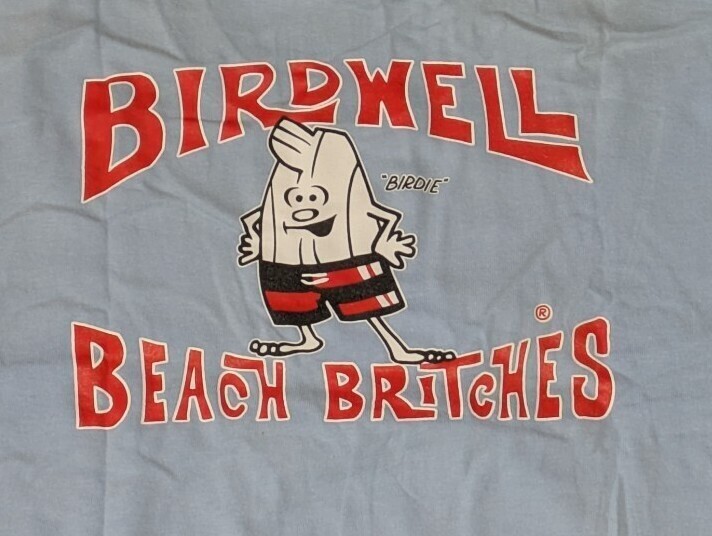 BIRDWELL
"BIRDIE"
®
BEACH BRITCHES